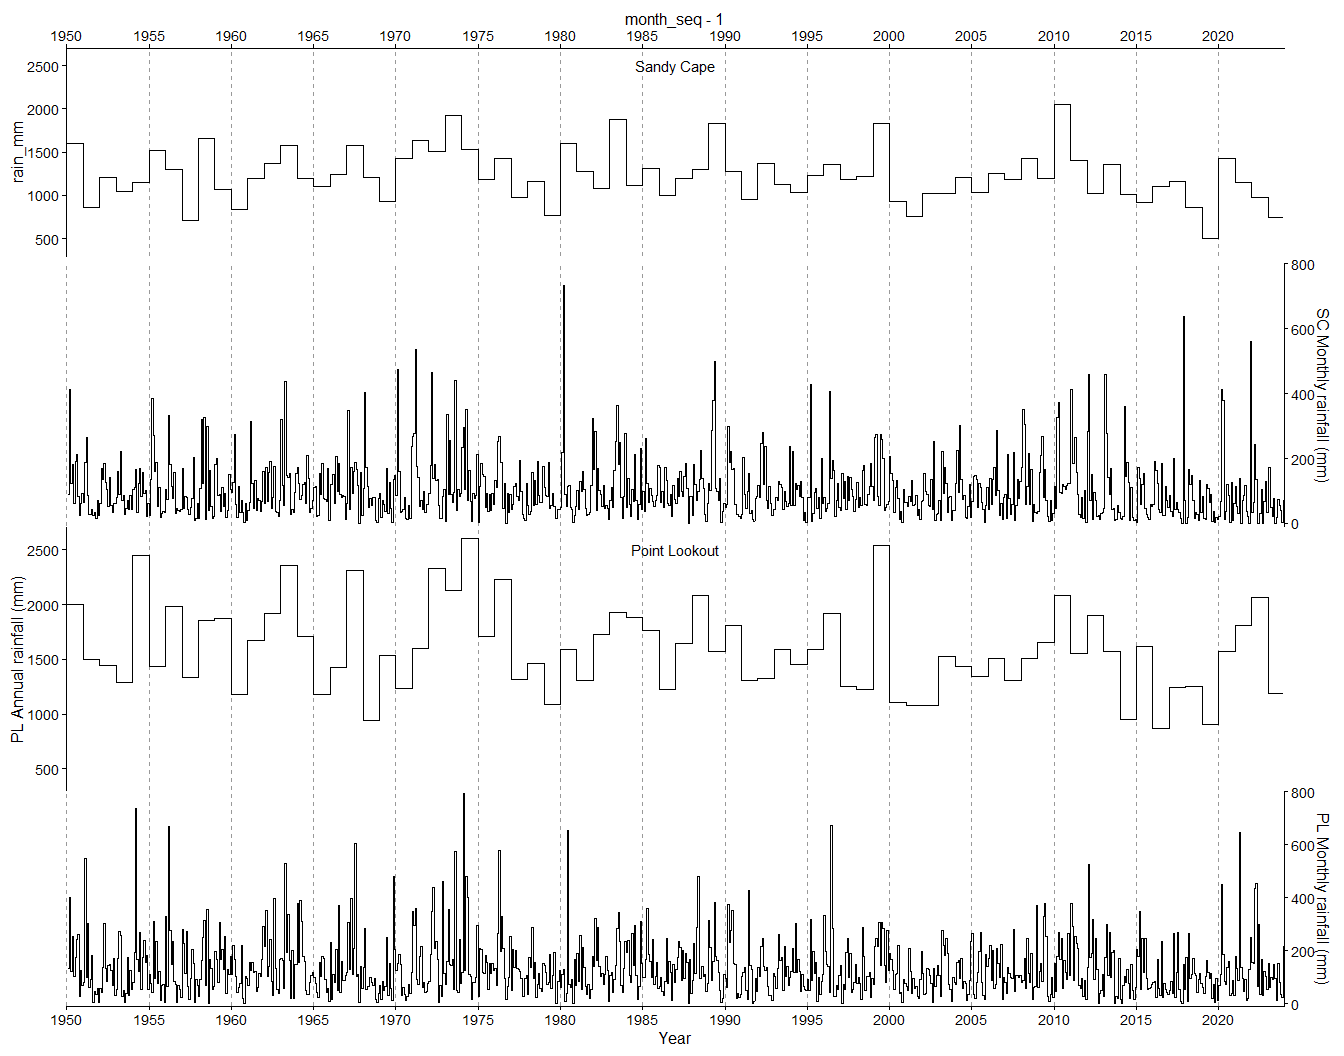 month_seq - 1
1950 1955 1960 1965 1970 1975 1980 1985 1990 1995 2000 2005 2010 2015 2020
Sandy Cape
2500
2000
1500
1000
500
rain_mm
800
600
400
200
0
SC Monthly rainfall (mm)
Point Lookout
2500
2000
1500
1000
500
PL Annual rainfall (mm)
800
600
400
200
0
PL Monthly rainfall (mm)
1950 1955 1960 1965 1970 1975 1980 1985 1990 1995 2000 2005 2010 2015 2020
Year